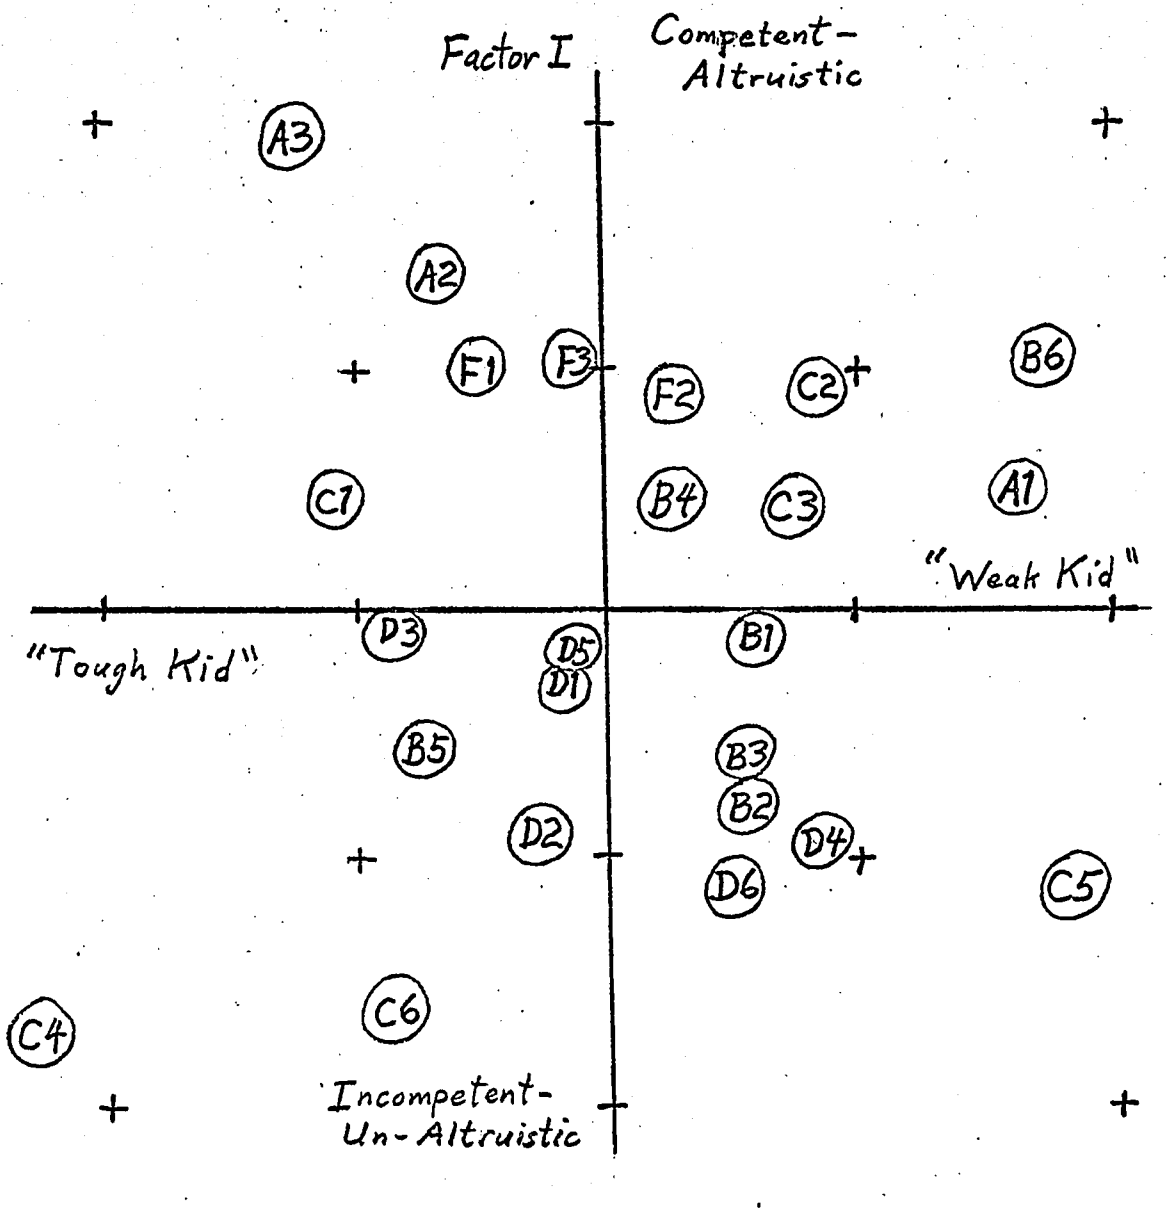 Factor I
Competent-
Altruistic
A3
A2
F1
F3
F2
C2
B6
C1
B4
C3
A1
"Weak Kid"
"Tough Kid"
D3
D5
D1
B1
B5
B3
B2
D2
D4
D6
C5
C4
C6
Incompetent-
Un-Altruistic